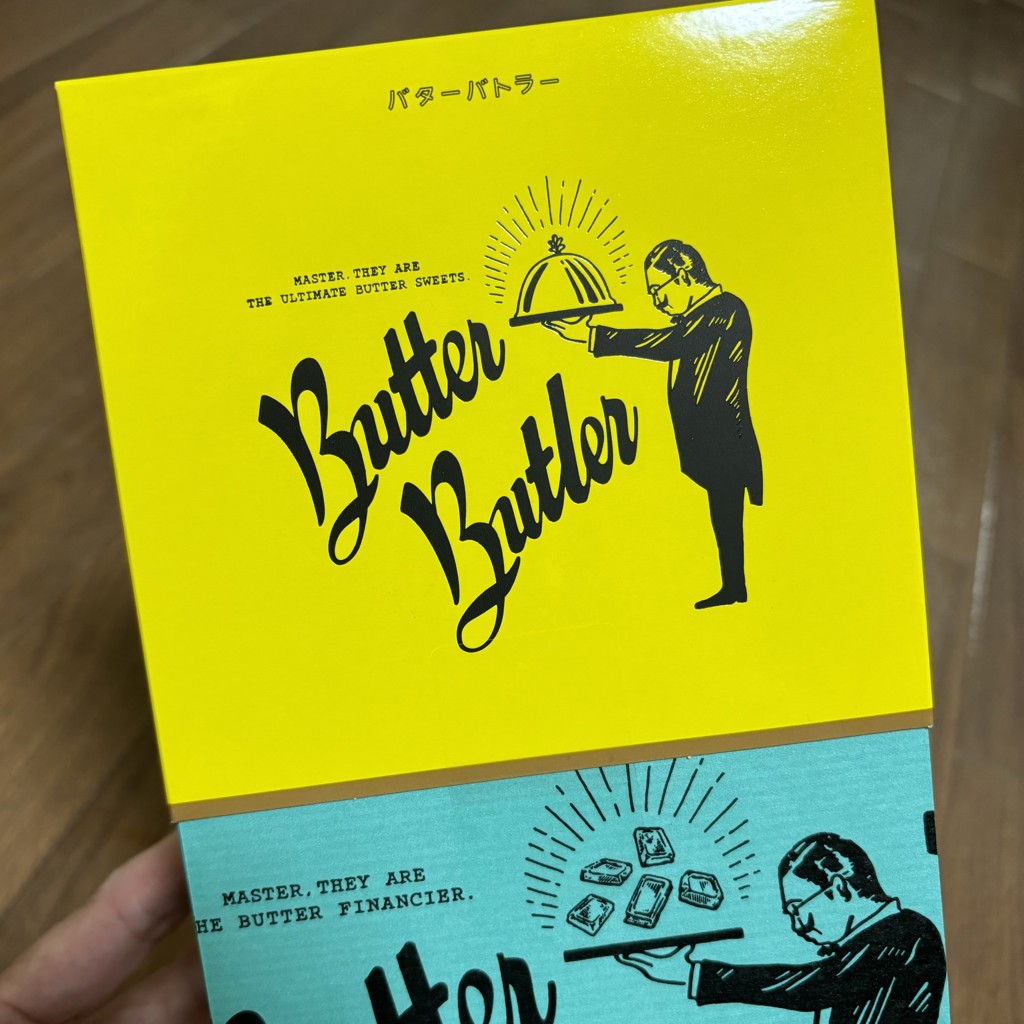 バターバトラー
MASTER, THEY ARE
THE ULTIMATE BUTTER SWEETS.
Butter
Butler
MASTER, THEY ARE
HE BUTTER FINANCIER.
Butter